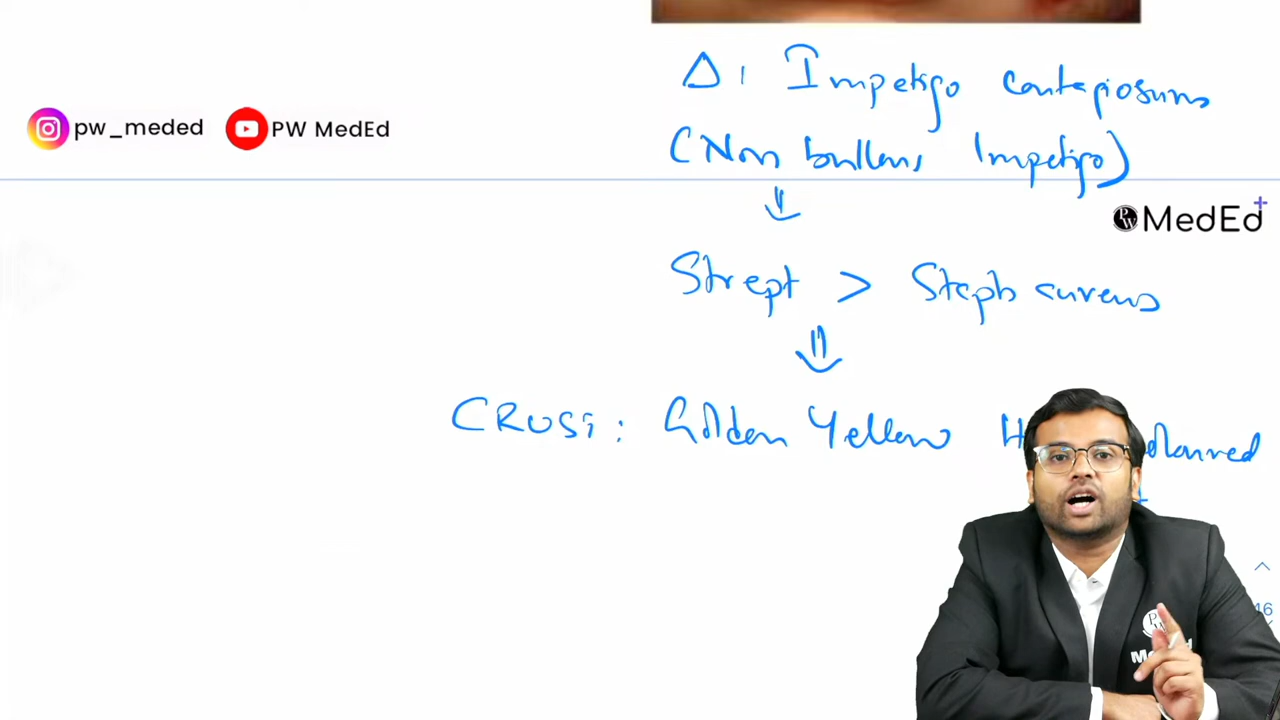 Δ: Impetigo contagiosum
pw_meded PW MedEd
(Non bullous Impetigo)
MedEd
Strept > Staph aureus
CRUST: Golden Yellow